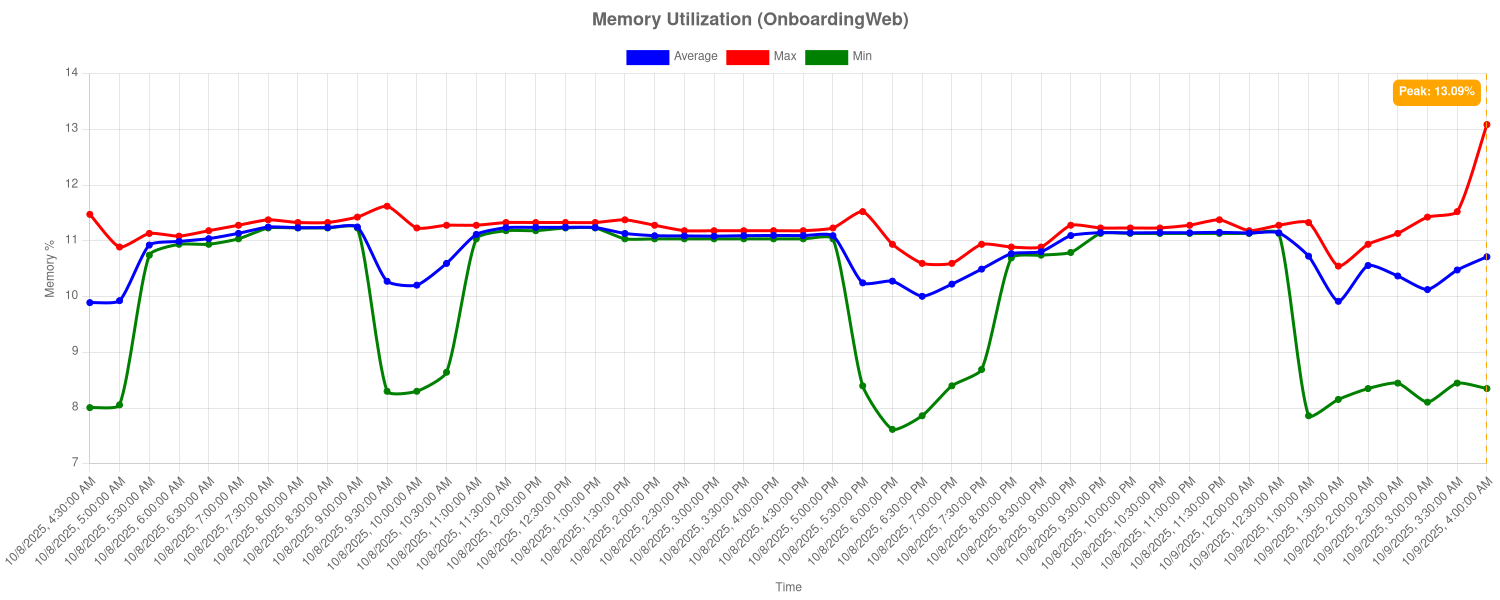 Memory Utilization (OnboardingWeb)
Average Max Min
Peak: 13.09%
14
13
12
11
10
9
8
7
Memory %
10/8/2025, 4:30:00 AM
10/8/2025, 5:00:00 AM
10/8/2025, 5:30:00 AM
10/8/2025, 6:00:00 AM
10/8/2025, 6:30:00 AM
10/8/2025, 7:00:00 AM
10/8/2025, 7:30:00 AM
10/8/2025, 8:00:00 AM
10/8/2025, 8:30:00 AM
10/8/2025, 9:00:00 AM
10/8/2025, 9:30:00 AM
10/8/2025, 10:00:00 AM
10/8/2025, 10:30:00 AM
10/8/2025, 11:00:00 AM
10/8/2025, 11:30:00 AM
10/8/2025, 12:00:00 PM
10/8/2025, 12:30:00 PM
10/8/2025, 1:00:00 PM
10/8/2025, 1:30:00 PM
10/8/2025, 2:00:00 PM
10/8/2025, 2:30:00 PM
10/8/2025, 3:00:00 PM
10/8/2025, 3:30:00 PM
10/8/2025, 4:00:00 PM
10/8/2025, 4:30:00 PM
10/8/2025, 5:00:00 PM
10/8/2025, 5:30:00 PM
10/8/2025, 6:00:00 PM
10/8/2025, 6:30:00 PM
10/8/2025, 7:00:00 PM
10/8/2025, 7:30:00 PM
10/8/2025, 8:00:00 PM
10/8/2025, 8:30:00 PM
10/8/2025, 9:00:00 PM
10/8/2025, 9:30:00 PM
10/8/2025, 10:00:00 PM
10/8/2025, 10:30:00 PM
10/8/2025, 11:00:00 PM
10/8/2025, 11:30:00 PM
10/9/2025, 12:00:00 AM
10/9/2025, 12:30:00 AM
10/9/2025, 1:00:00 AM
10/9/2025, 1:30:00 AM
10/9/2025, 2:00:00 AM
10/9/2025, 2:30:00 AM
10/9/2025, 3:00:00 AM
10/9/2025, 3:30:00 AM
10/9/2025, 4:00:00 AM
Time